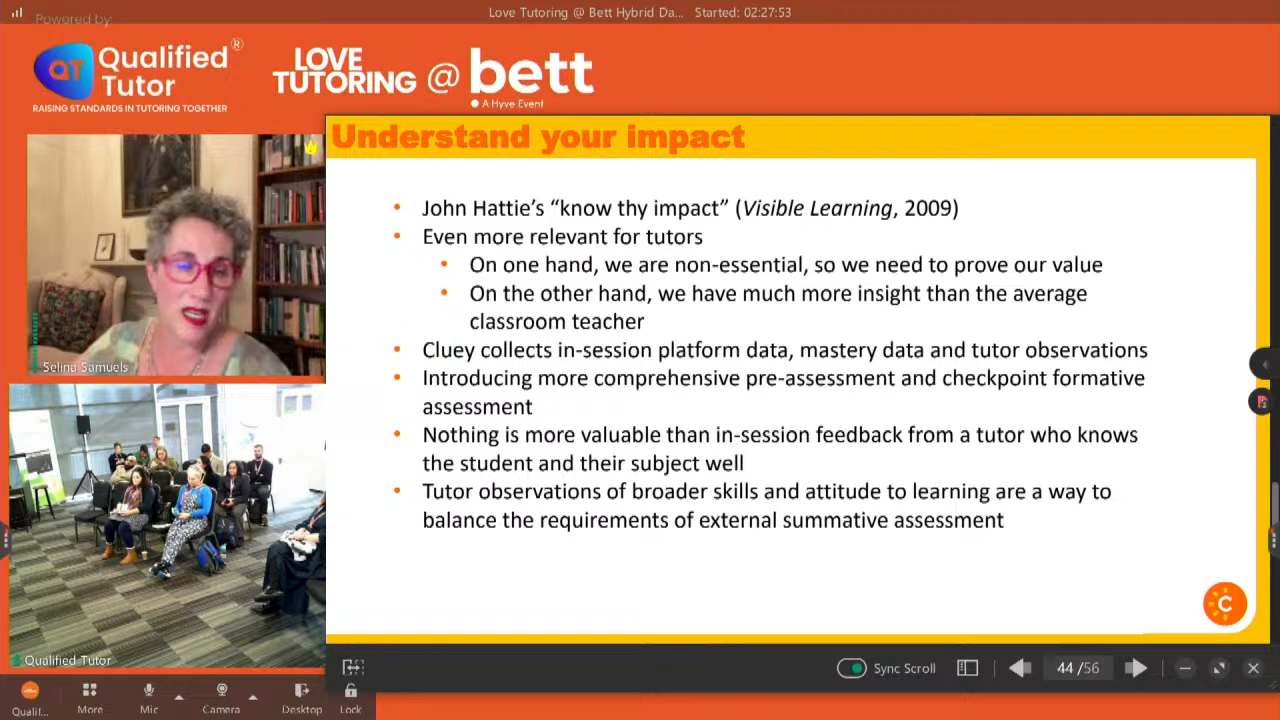 Love Tutoring @ Bett Hybrid Da... Started: 02:27:53
Powered by:
QT Qualified Tutor®
RAISING STANDARDS IN TUTORING TOGETHER
LOVE TUTORING @ bett
A Hyve Event
Understand your impact
• John Hattie's “know thy impact” (Visible Learning, 2009)
• Even more relevant for tutors
• On one hand, we are non-essential, so we need to prove our value
• On the other hand, we have much more insight than the average
classroom teacher
• Cluey collects in-session platform data, mastery data and tutor observations
• Introducing more comprehensive pre-assessment and checkpoint formative
assessment
• Nothing is more valuable than in-session feedback from a tutor who knows
the student and their subject well
• Tutor observations of broader skills and attitude to learning are a way to
balance the requirements of external summative assessment
C
Selina Samuels
Qualified Tutor
Sync Scroll 44/56
Qualif... More Mic Camera Desktop Lock